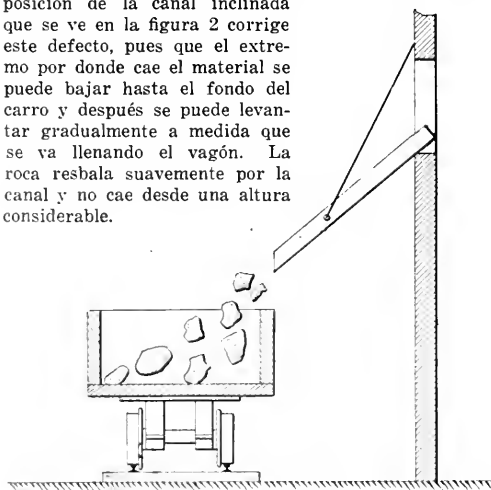 posición de la canal inclinada
que se ve en la figura 2 corrige
este defecto, pues que el extre-
mo por donde cae el material se
puede bajar hasta el fondo del
carro y después se puede levan-
tar gradualmente a medida que
se va llenando el vagón. La
roca resbala suavemente por la
canal y no cae desde una altura
considerable.